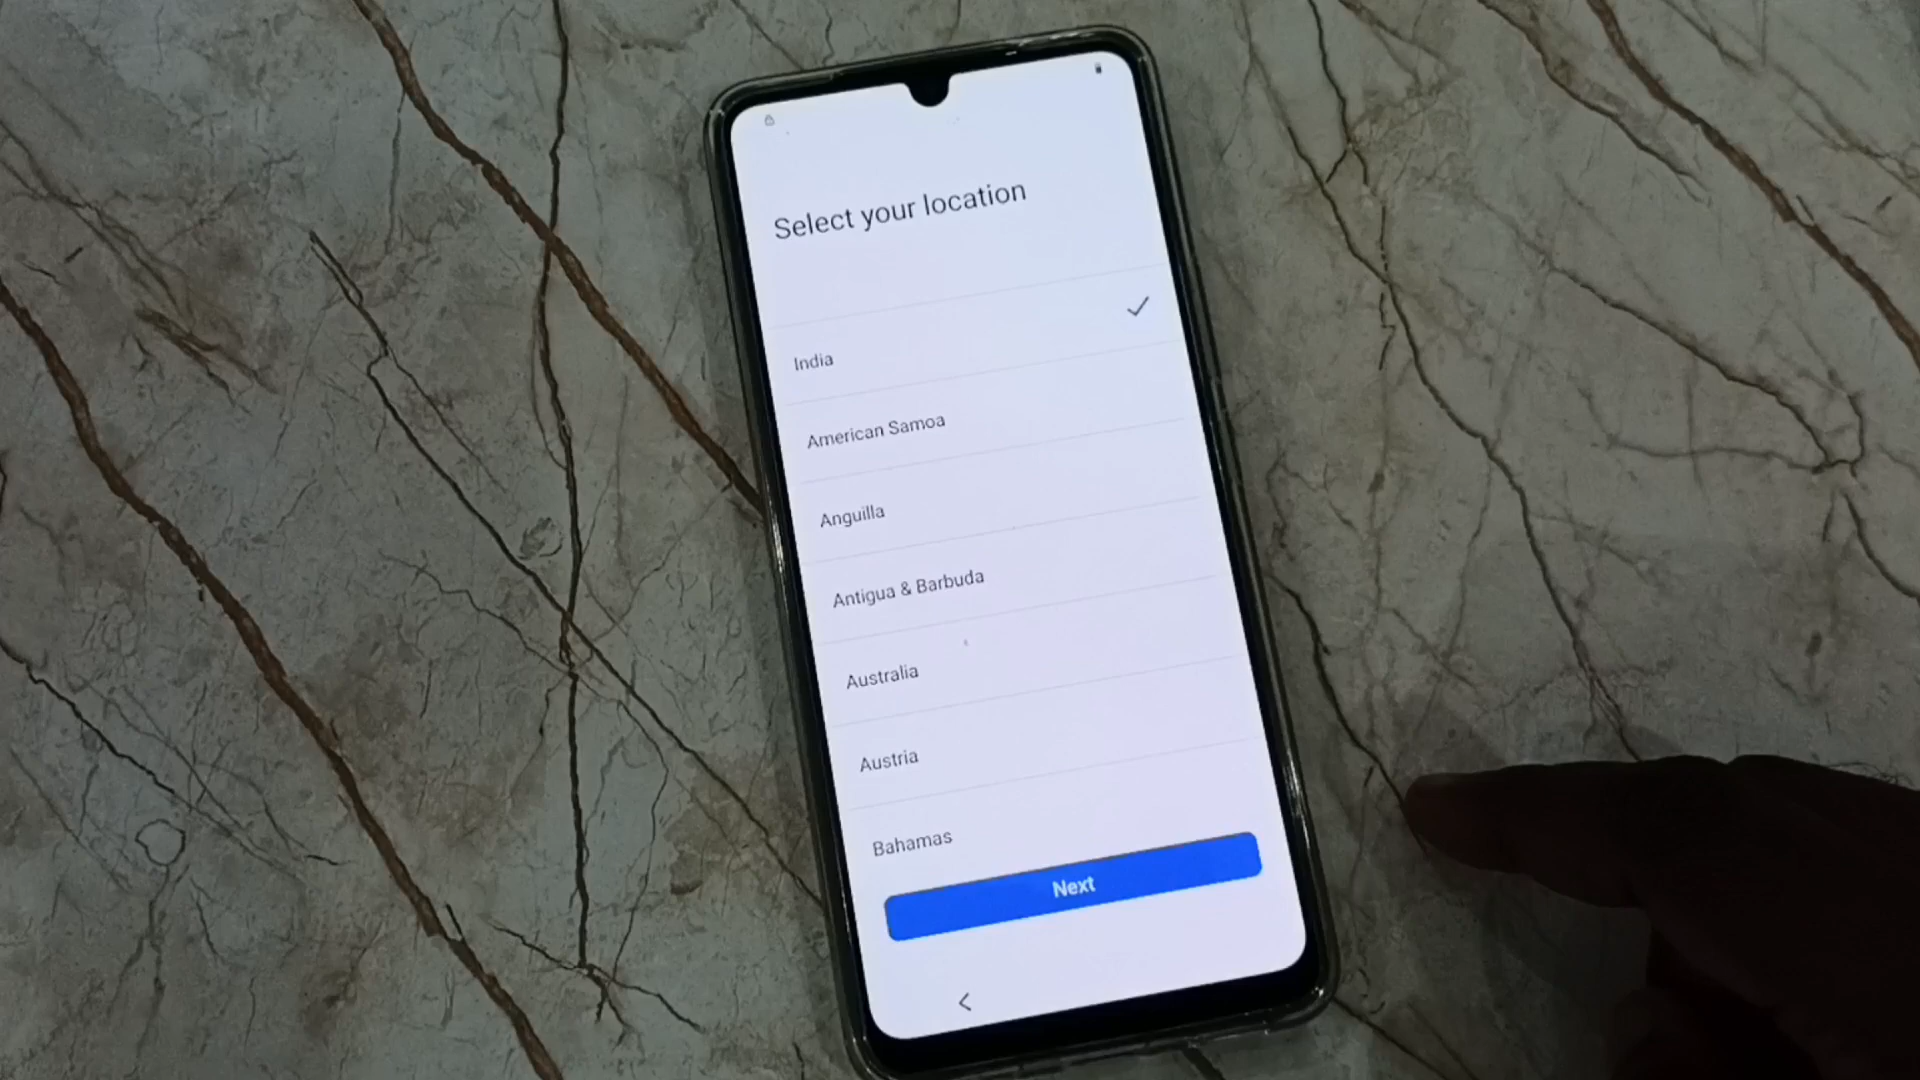 Select your location
India
American Samoa
Anguilla
Antigua & Barbuda
Australia
Austria
Bahamas
Next